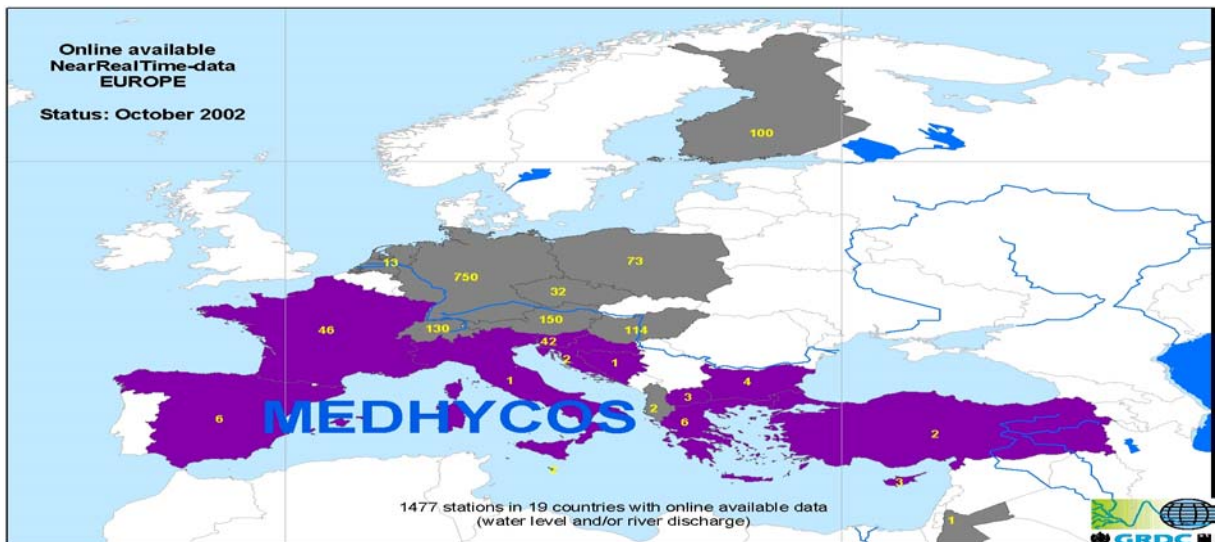 Online available
NearRealTime-data
EUROPE
Status: October 2002
100
13
750
73
32
46
130
150
114
42
2
1
1
4
3
2
6
6
MEDHYCOS
2
3
1477 stations in 19 countries with online available data
(water level and/or river discharge)
1
GRDC